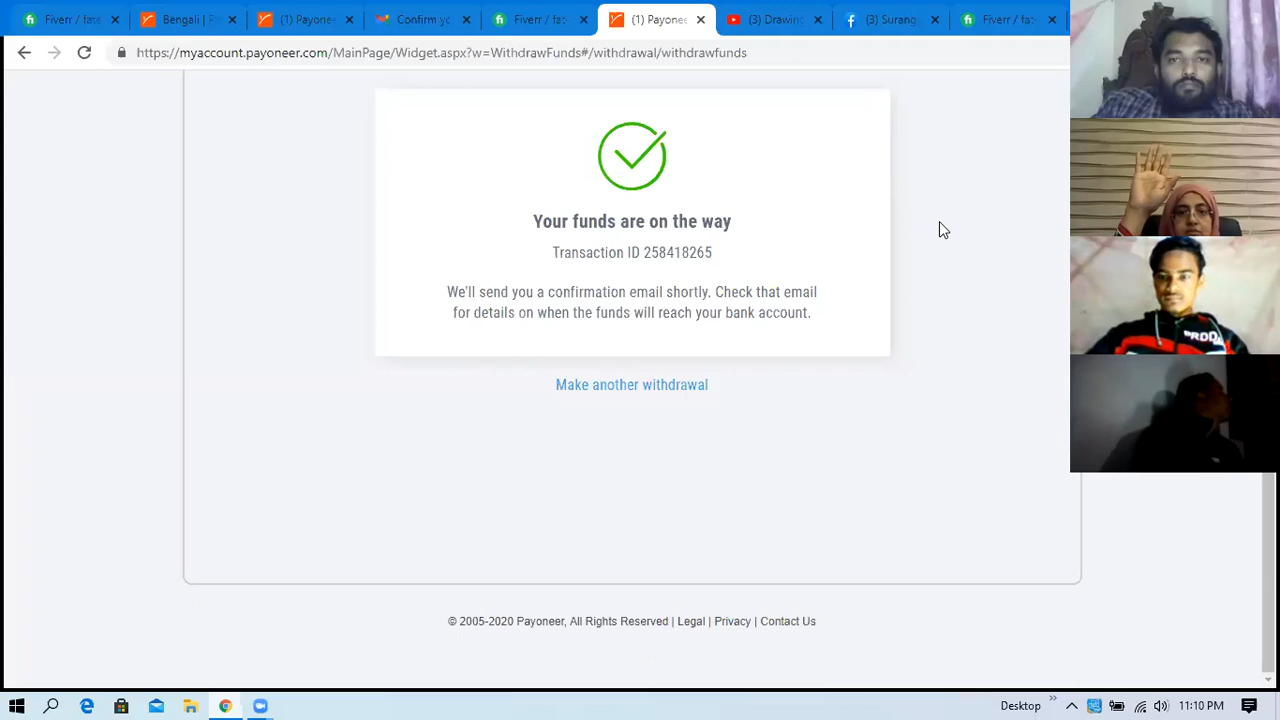 Fiverr / fat
Bengali | P
(1) Payone
Confirm yo
Fiverr / fat
(1) Payone
(3) Drawin
(3) Surang
Fiverr / fat
https://myaccount.payoneer.com/MainPage/Widget.aspx?w=WithdrawFunds#/withdrawal/withdrawfunds
Your funds are on the way
Transaction ID 258418265
We'll send you a confirmation email shortly. Check that email
for details on when the funds will reach your bank account.
Make another withdrawal
© 2005-2020 Payoneer, All Rights Reserved | Legal | Privacy | Contact Us
Desktop
11:10 PM